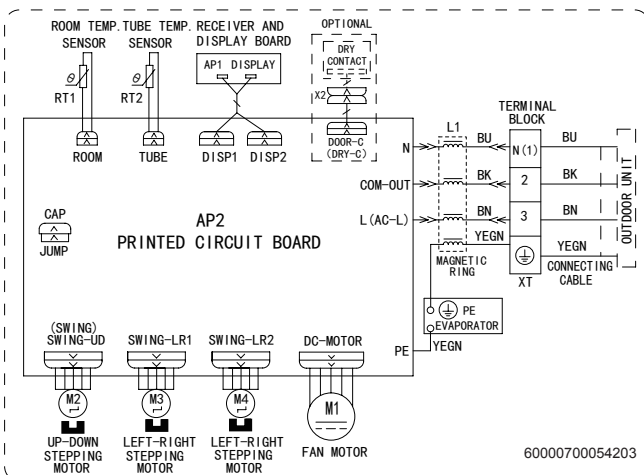 ROOM TEMP. TUBE TEMP. RECEIVER AND
SENSOR SENSOR DISPLAY BOARD
OPTIONAL
DRY
CONTACT
AP1 DISPLAY
RT1
RT2
X2
ROOM
TUBE
DISP1
DISP2
DOOR-C
(DRY-C)
L1
TERMINAL
BLOCK
N
BU
N(1)
BU
COM-OUT
BK
2
BK
L(AC-L)
BN
3
BN
YEGN
YEGN
MAGNETIC
RING
XT
CONNECTING
CABLE
OUTDOOR UNIT
CAP
JUMP
AP2
PRINTED CIRCUIT BOARD
PE
EVAPORATOR
PE
YEGN
(SWING)
SWING-UD
SWING-LR1
SWING-LR2
DC-MOTOR
M2
M3
M4
M1
UP-DOWN
STEPPING
MOTOR
LEFT-RIGHT
STEPPING
MOTOR
LEFT-RIGHT
STEPPING
MOTOR
FAN MOTOR
60000700054203